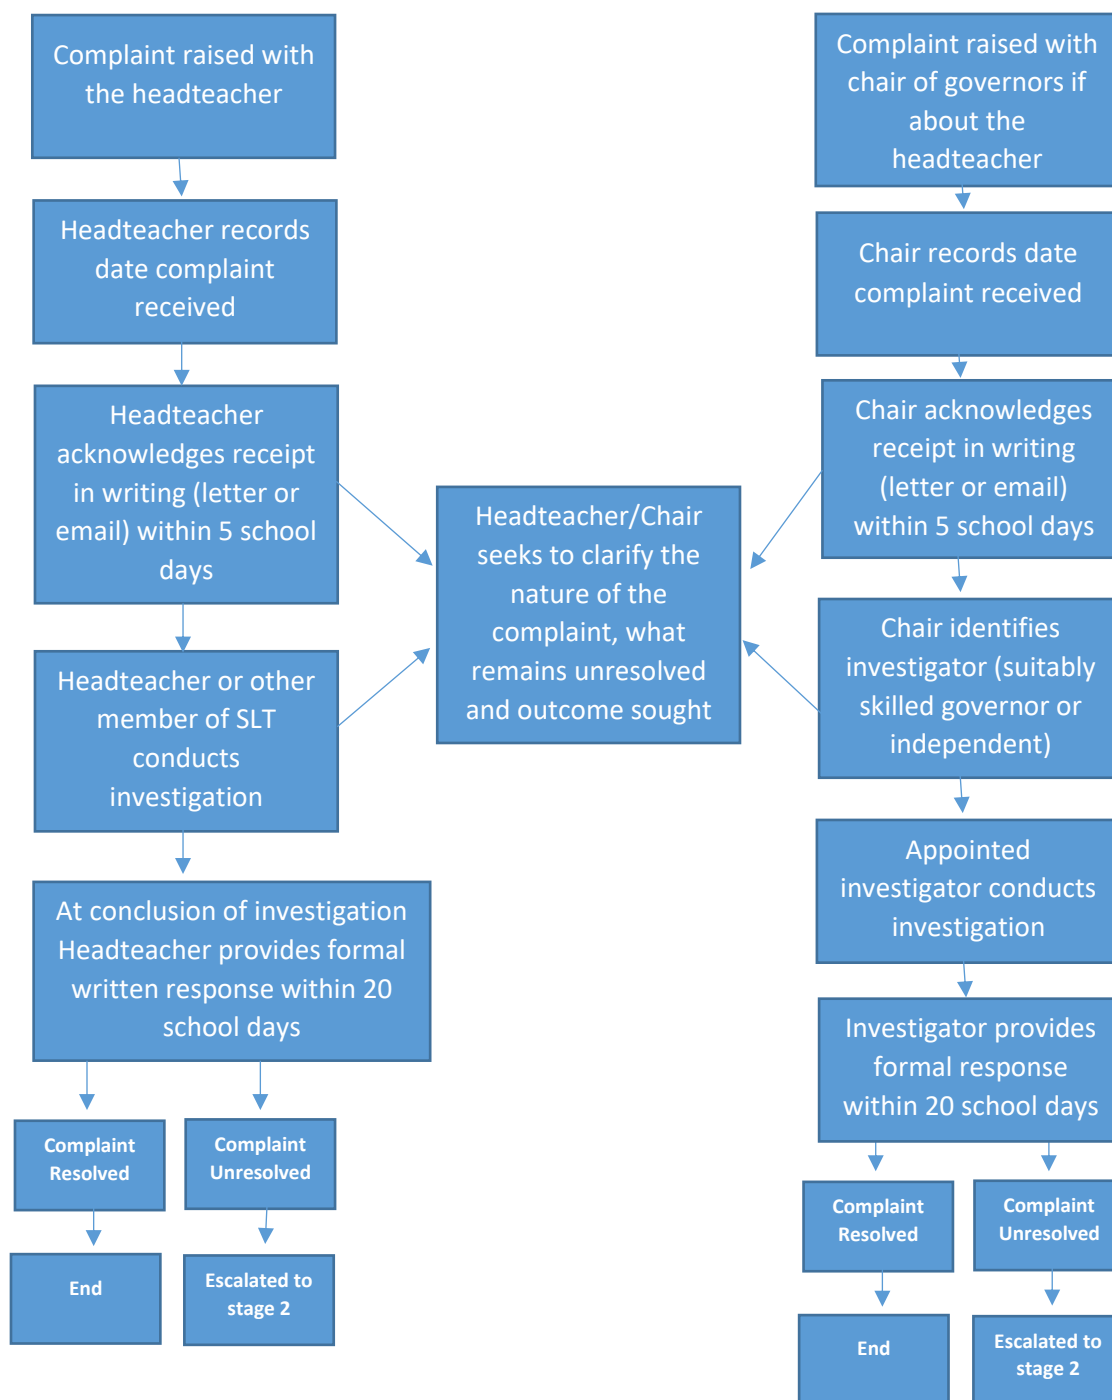 Complaint raised with
the headteacher
Headteacher records
date complaint
received
Headteacher
acknowledges receipt
in writing (letter or
email) within 5 school
days
Headteacher or other
member of SLT
conducts
investigation
At conclusion of investigation
Headteacher provides formal
written response within 20
school days
Complaint
Resolved
Complaint
Unresolved
End
Escalated to
stage 2
Headteacher/Chair
seeks to clarify the
nature of the
complaint, what
remains unresolved
and outcome sought
Complaint raised with
chair of governors if
about the
headteacher
Chair records date
complaint received
Chair acknowledges
receipt in writing
(letter or email)
within 5 school days
Chair identifies
investigator (suitably
skilled governor or
independent)
Appointed
investigator conducts
investigation
Investigator provides
formal response
within 20 school days
Complaint
Resolved
Complaint
Unresolved
End
Escalated to
stage 2